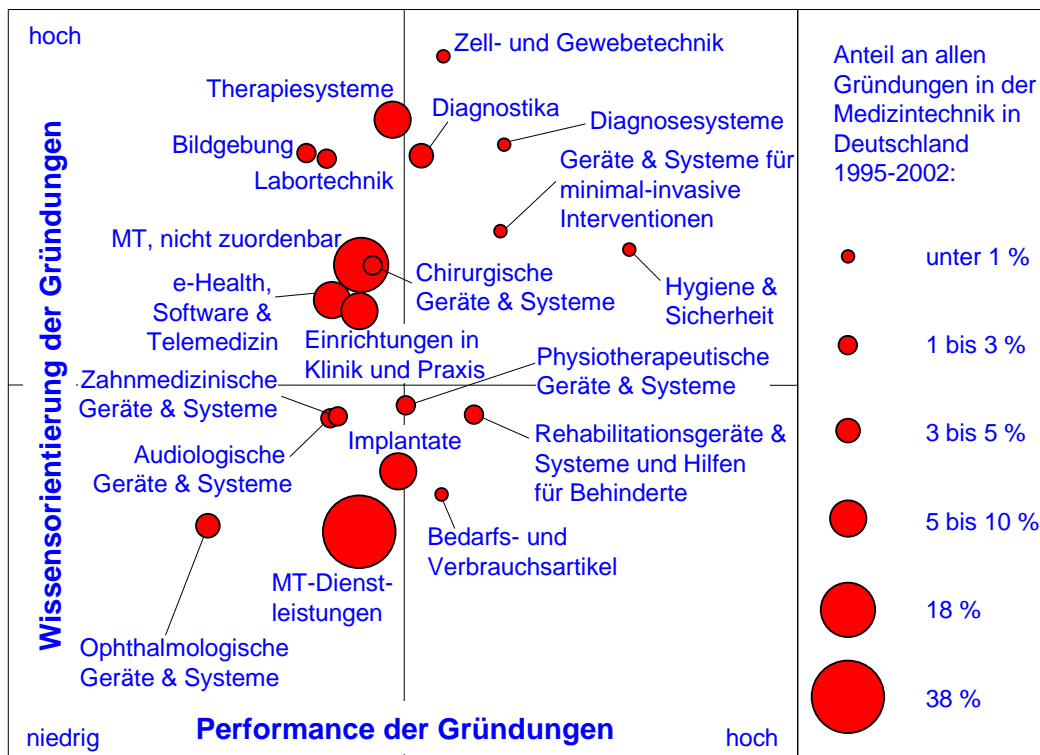 hoch
Zell- und Gewebetechnik
Therapiesysteme
Diagnostika
Diagnosesysteme
Bildgebung
Labortechnik
Geräte & Systeme für
minimal-invasive
Interventionen
MT, nicht zuordenbar
Chirurgische
Geräte & Systeme
Hygiene &
Sicherheit
e-Health,
Software &
Telemedizin
Einrichtungen in
Klinik und Praxis
Physiotherapeutische
Geräte & Systeme
Zahnmedizinische
Geräte & Systeme
Audiologische
Geräte & Systeme
Implantate
Rehabilitationsgeräte &
Systeme und Hilfen
für Behinderte
Bedarfs- und
Verbrauchsartikel
MT-Dienst-
leistungen
Ophthalmologische
Geräte & Systeme
Wissensorientierung der Gründungen
niedrig
Performance der Gründungen
hoch
Anteil an allen
Gründungen in der
Medizintechnik in
Deutschland
1995-2002:
unter 1 %
1 bis 3 %
3 bis 5 %
5 bis 10 %
18 %
38 %